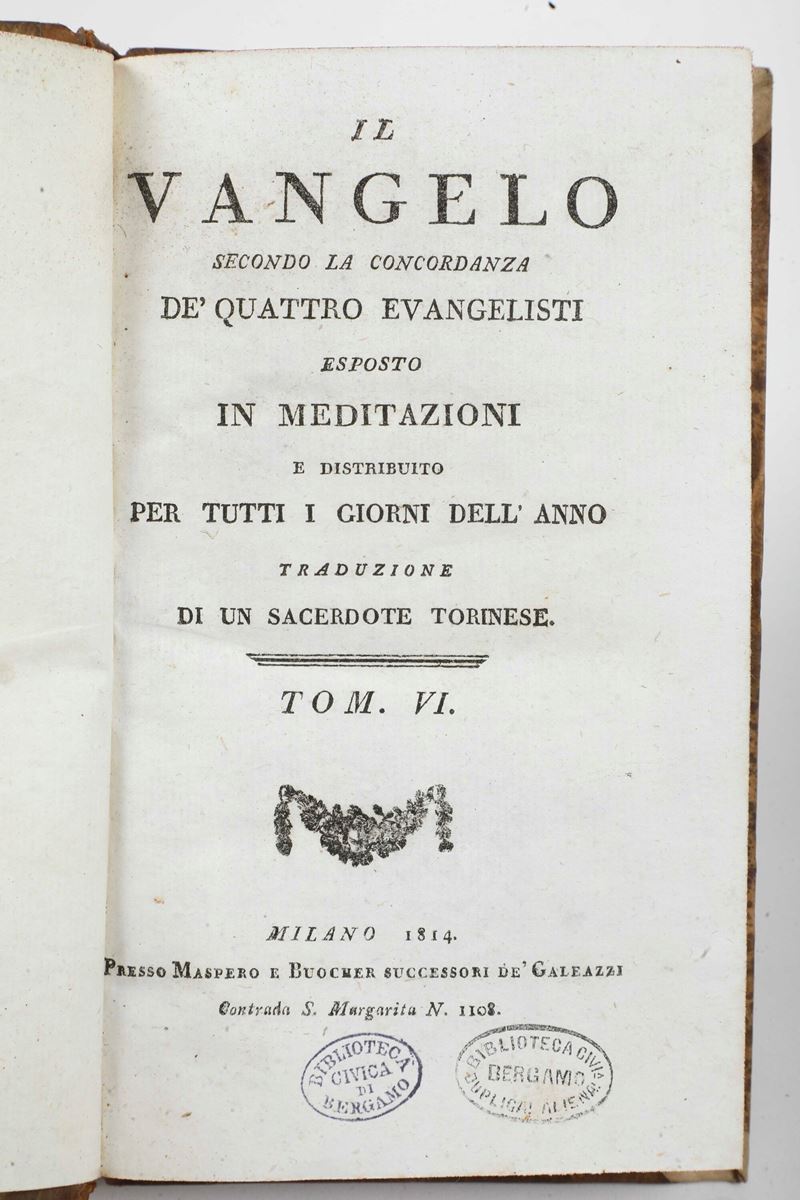 IL
VANGELO
SECONDO LA CONCORDANZA
DE' QUATTRO EVANGELISTI
ESPOSTO
IN MEDITAZIONI
E DISTRIBUITO
PER TUTTI I GIORNI DELL' ANNO
TRADUZIONE
DI UN SACERDOTE TORINESE.
TOM. VI.
MILANO 1814.
PRESSO MASPERO E BUOCHER SUCCESSORI DE' GALEAZZI
Contrada S. Margarita N. 1108.
BIBLIOTECA
CIVICA
DI
BERGAMO
BIBLIOTECA CIVICA
BERGAMO
DUPLICAT ALIENA